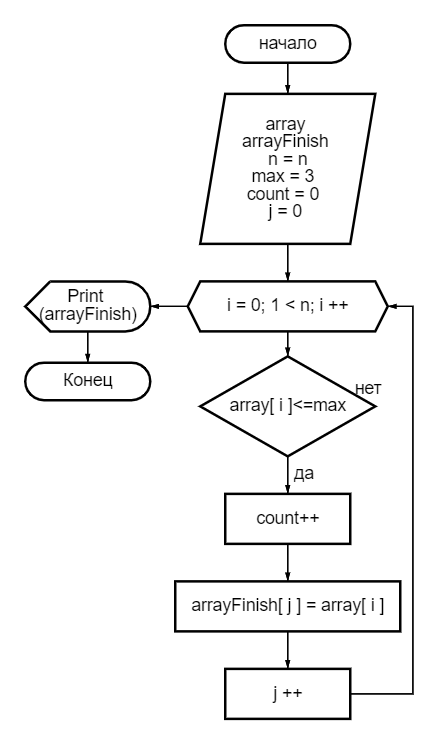 начало
array
arrayFinish
n = n
max = 3
count = 0
j = 0
Print
(arrayFinish)
i = 0; 1 < n; i ++
Конец
нет
array[ i ]<=max
да
count++
arrayFinish[ j ] = array[ i ]
j ++